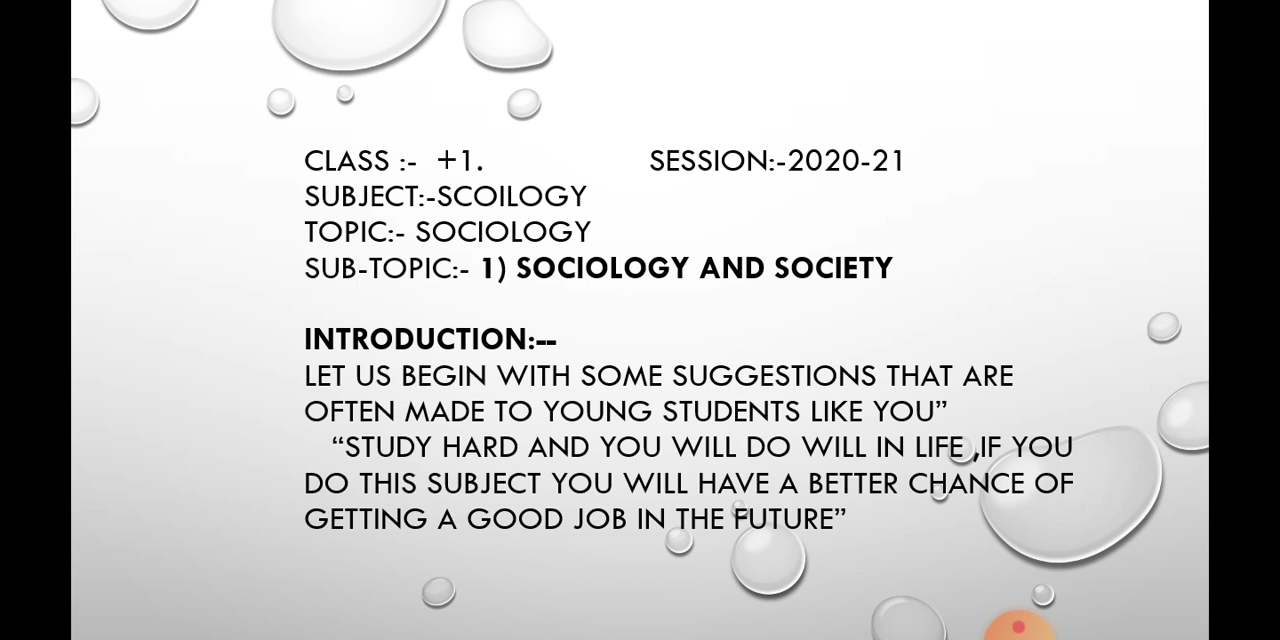 CLASS :-  +1.                    SESSION:-2020-21
SUBJECT:-SCOILOGY
TOPIC:- SOCIOLOGY
SUB-TOPIC:- 1) SOCIOLOGY AND SOCIETY
INTRODUCTION:--
LET US BEGIN WITH SOME SUGGESTIONS THAT ARE
OFTEN MADE TO YOUNG STUDENTS LIKE YOU”
“STUDY HARD AND YOU WILL DO WILL IN LIFE ,IF YOU
DO THIS SUBJECT YOU WILL HAVE A BETTER CHANCE OF
GETTING A GOOD JOB IN THE FUTURE”